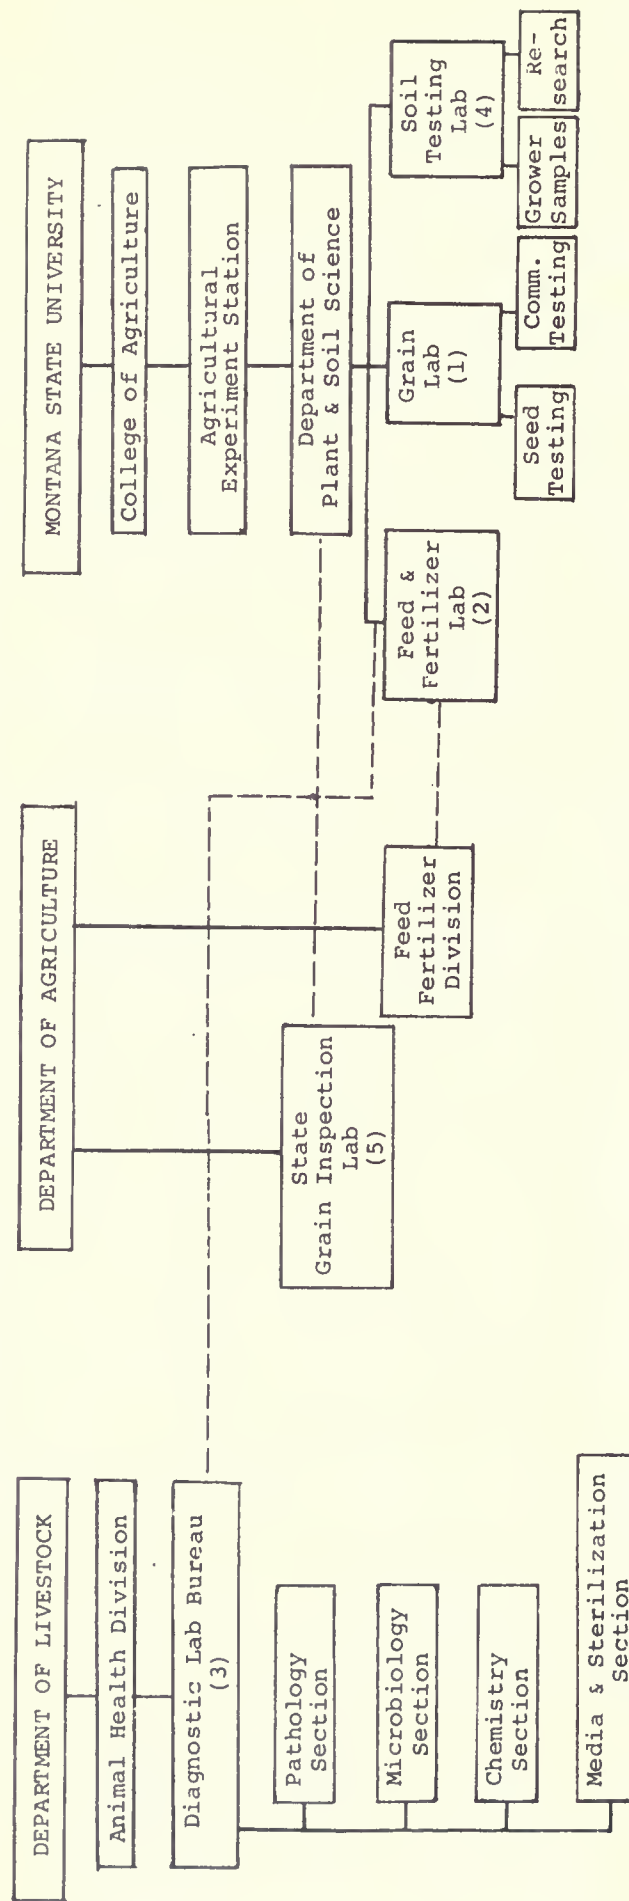 DEPARTMENT OF LIVESTOCK
Animal Health Division
Diagnostic Lab Bureau
(3)
Pathology
Section
Microbiology
Section
Chemistry
Section
Media & Sterilization
Section
DEPARTMENT OF AGRICULTURE
State
Grain Inspection
Lab
(5)
Feed
Fertilizer
Division
MONTANA STATE UNIVERSITY
College of Agriculture
Agricultural
Experiment Station
Department of
Plant & Soil Science
Feed &
Fertilizer
Lab
(2)
Grain
Lab
(1)
Seed
Testing
Comm.
Testing
Soil
Testing
Lab
(4)
Grower
Samples
Re-
search